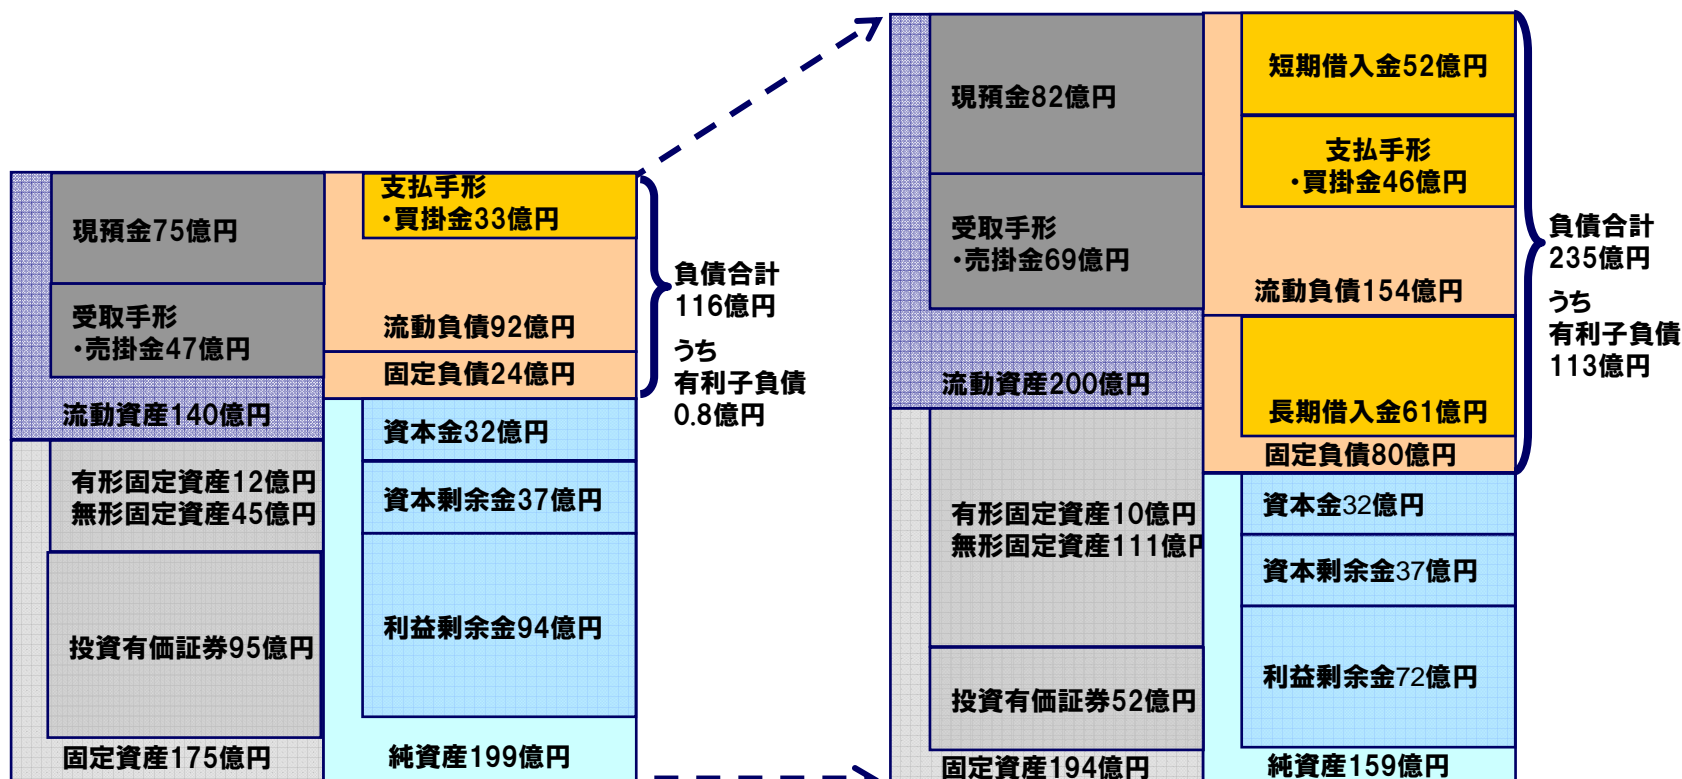 現預金75億円
受取手形
・売掛金47億円
流動資産140億円
有形固定資産12億円
無形固定資産45億円
投資有価証券95億円
固定資産175億円
支払手形
・買掛金33億円
流動負債92億円
固定負債24億円
資本金32億円
資本剰余金37億円
利益剰余金94億円
純資産199億円
負債合計
116億円
うち
有利子負債
0.8億円
現預金82億円
受取手形
・売掛金69億円
流動資産200億円
有形固定資産10億円
無形固定資産111億円
投資有価証券52億円
固定資産194億円
短期借入金52億円
支払手形
・買掛金46億円
流動負債154億円
長期借入金61億円
固定負債80億円
資本金32億円
資本剰余金37億円
利益剰余金72億円
純資産159億円
負債合計
235億円
うち
有利子負債
113億円